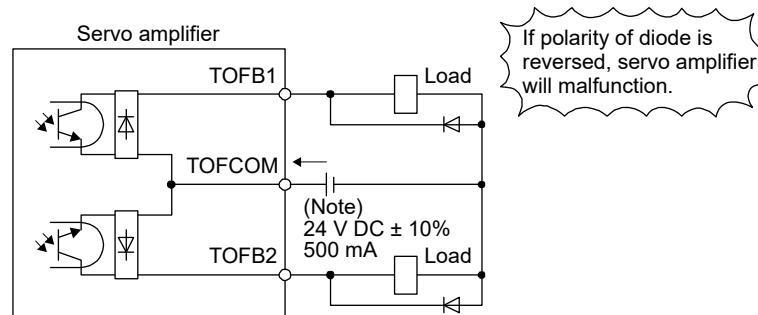 Servo amplifier
If polarity of diode is
reversed, servo amplifier
will malfunction.
TOFB1
Load
TOFCOM
(Note)
24 V DC ± 10%
500 mA
TOFB2
Load